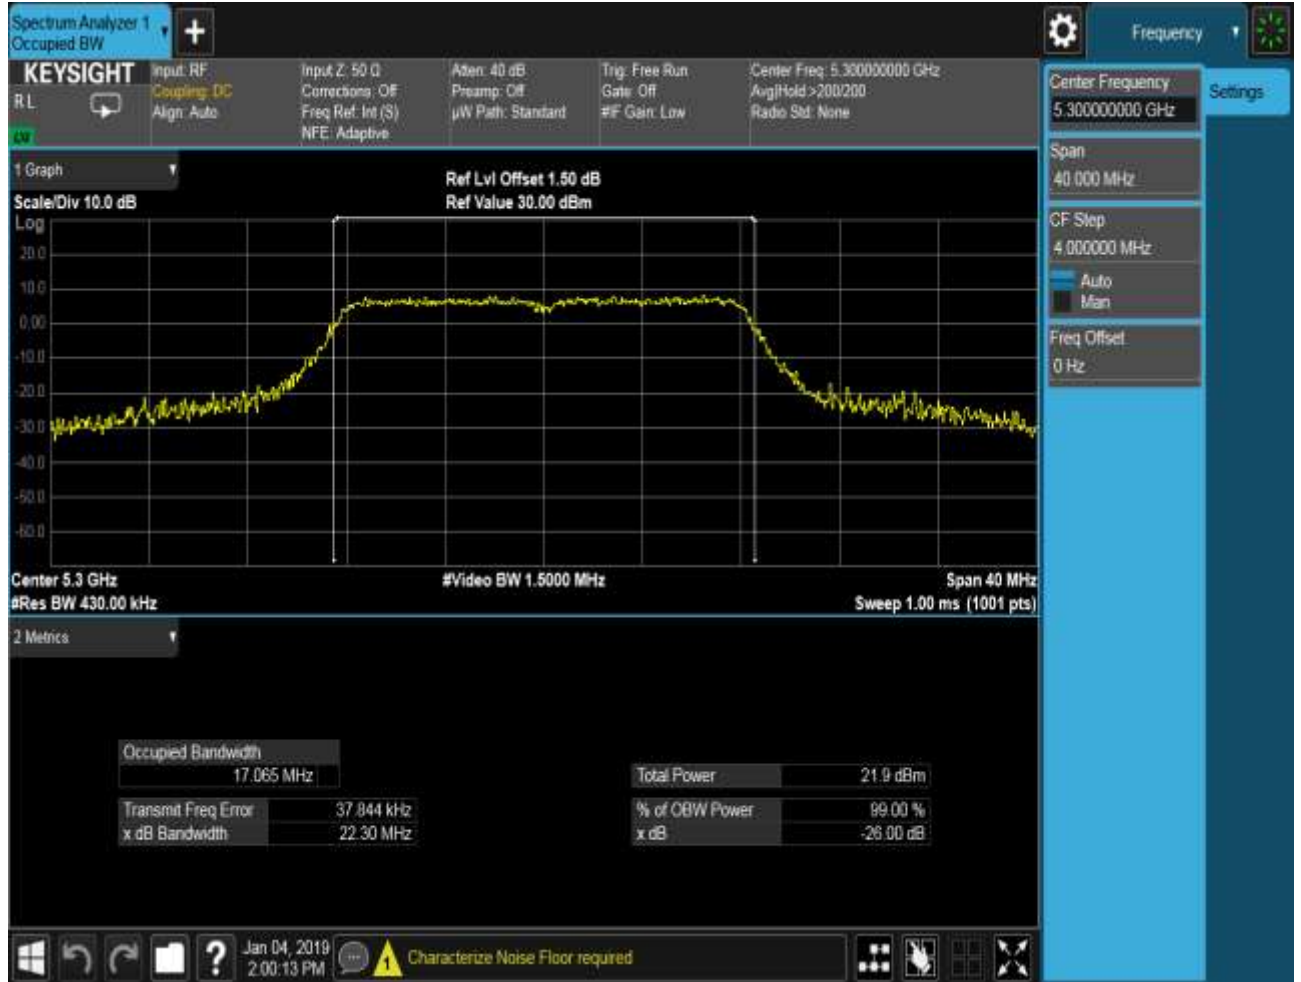 Spectrum Analyzer 1
Occupied BW
+
Frequency
KEYSIGHT
R L
Input: RF
Coupling: DC
Align: Auto
Input Z: 50 Ω
Corrections: Off
Freq Ref: Int (S)
NFE: Adaptive
Atten: 40 dB
Preamp: Off
µW Path: Standard
Trig: Free Run
Gate: Off
#IF Gain: Low
Center Freq: 5.300000000 GHz
Avg|Hold:>200/200
Radio Std: None
Center Frequency
5.300000000 GHz
Settings
Span
40.000 MHz
CF Step
4.000000 MHz
Auto
Man
Freq Offset
0 Hz
1 Graph
Ref Lvl Offset 1.50 dB
Scale/Div 10.0 dB
Ref Value 30.00 dBm
Log
20.0
10.0
0.00
-10.0
-20.0
-30.0
-40.0
-50.0
-60.0
Center 5.3 GHz
#Video BW 1.5000 MHz
Span 40 MHz
#Res BW 430.00 kHz
Sweep 1.00 ms (1001 pts)
2 Metrics
Occupied Bandwidth
17.065 MHz
Total Power 21.9 dBm
Transmit Freq Error 37.844 kHz
% of OBW Power 99.00 %
x dB Bandwidth 22.30 MHz
x dB -26.00 dB
?
Jan 04, 2019
2:00:13 PM
1
Characterize Noise Floor required